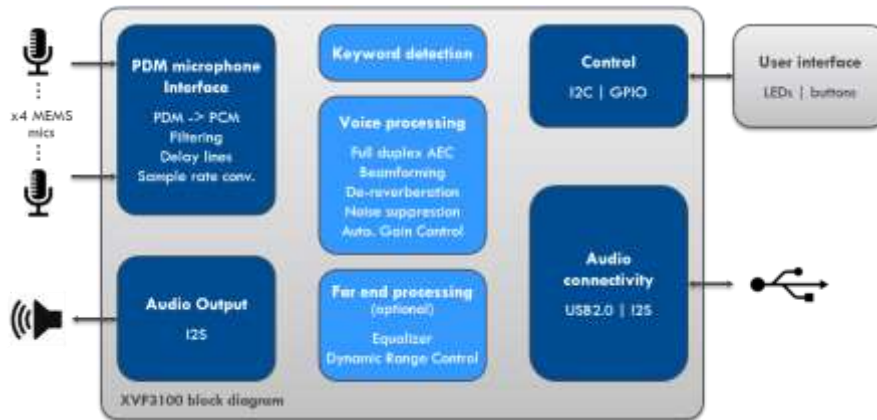 x4 MEMS
mics
PDM microphone
Interface
PDM -> PCM
Filtering
Delay lines
Sample rate conv.
Audio Output
I2S
Keyword detection
Voice processing
Full duplex AEC
Beamforming
De-reverberation
Noise suppression
Auto. Gain Control
Far end processing
(optional)
Equalizer
Dynamic Range Control
Control
I2C | GPIO
Audio
connectivity
USB2.0 | I2S
User interface
LEDs | buttons
XVF3100 block diagram